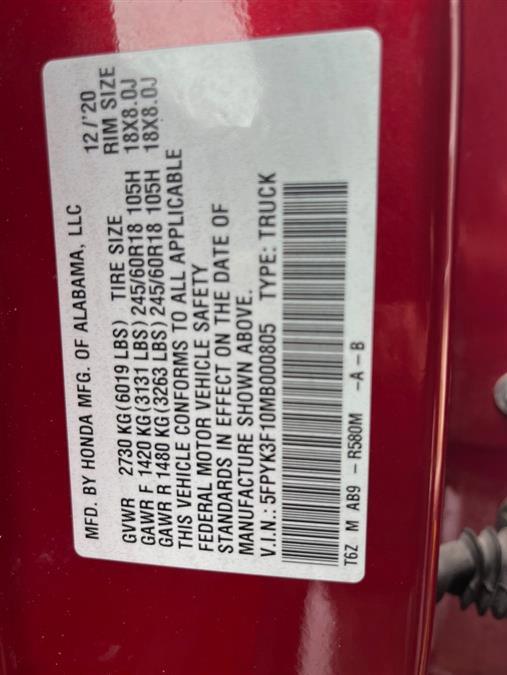 MFD. BY HONDA MFG. OF ALABAMA, LLC 12/'20
GVWR 2730 KG (6019 LBS) TIRE SIZE RIM SIZE
GAWR F 1420 KG (3131 LBS) 245/60R18 105H 18X8.0J
GAWR R 1480 KG (3263 LBS) 245/60R18 105H 18X8.0J
THIS VEHICLE CONFORMS TO ALL APPLICABLE
FEDERAL MOTOR VEHICLE SAFETY
STANDARDS IN EFFECT ON THE DATE OF
MANUFACTURE SHOWN ABOVE.
V.I.N.: 5FPYK3F10MB000805 TYPE: TRUCK
T6Z M AB9 -R580M -A -B